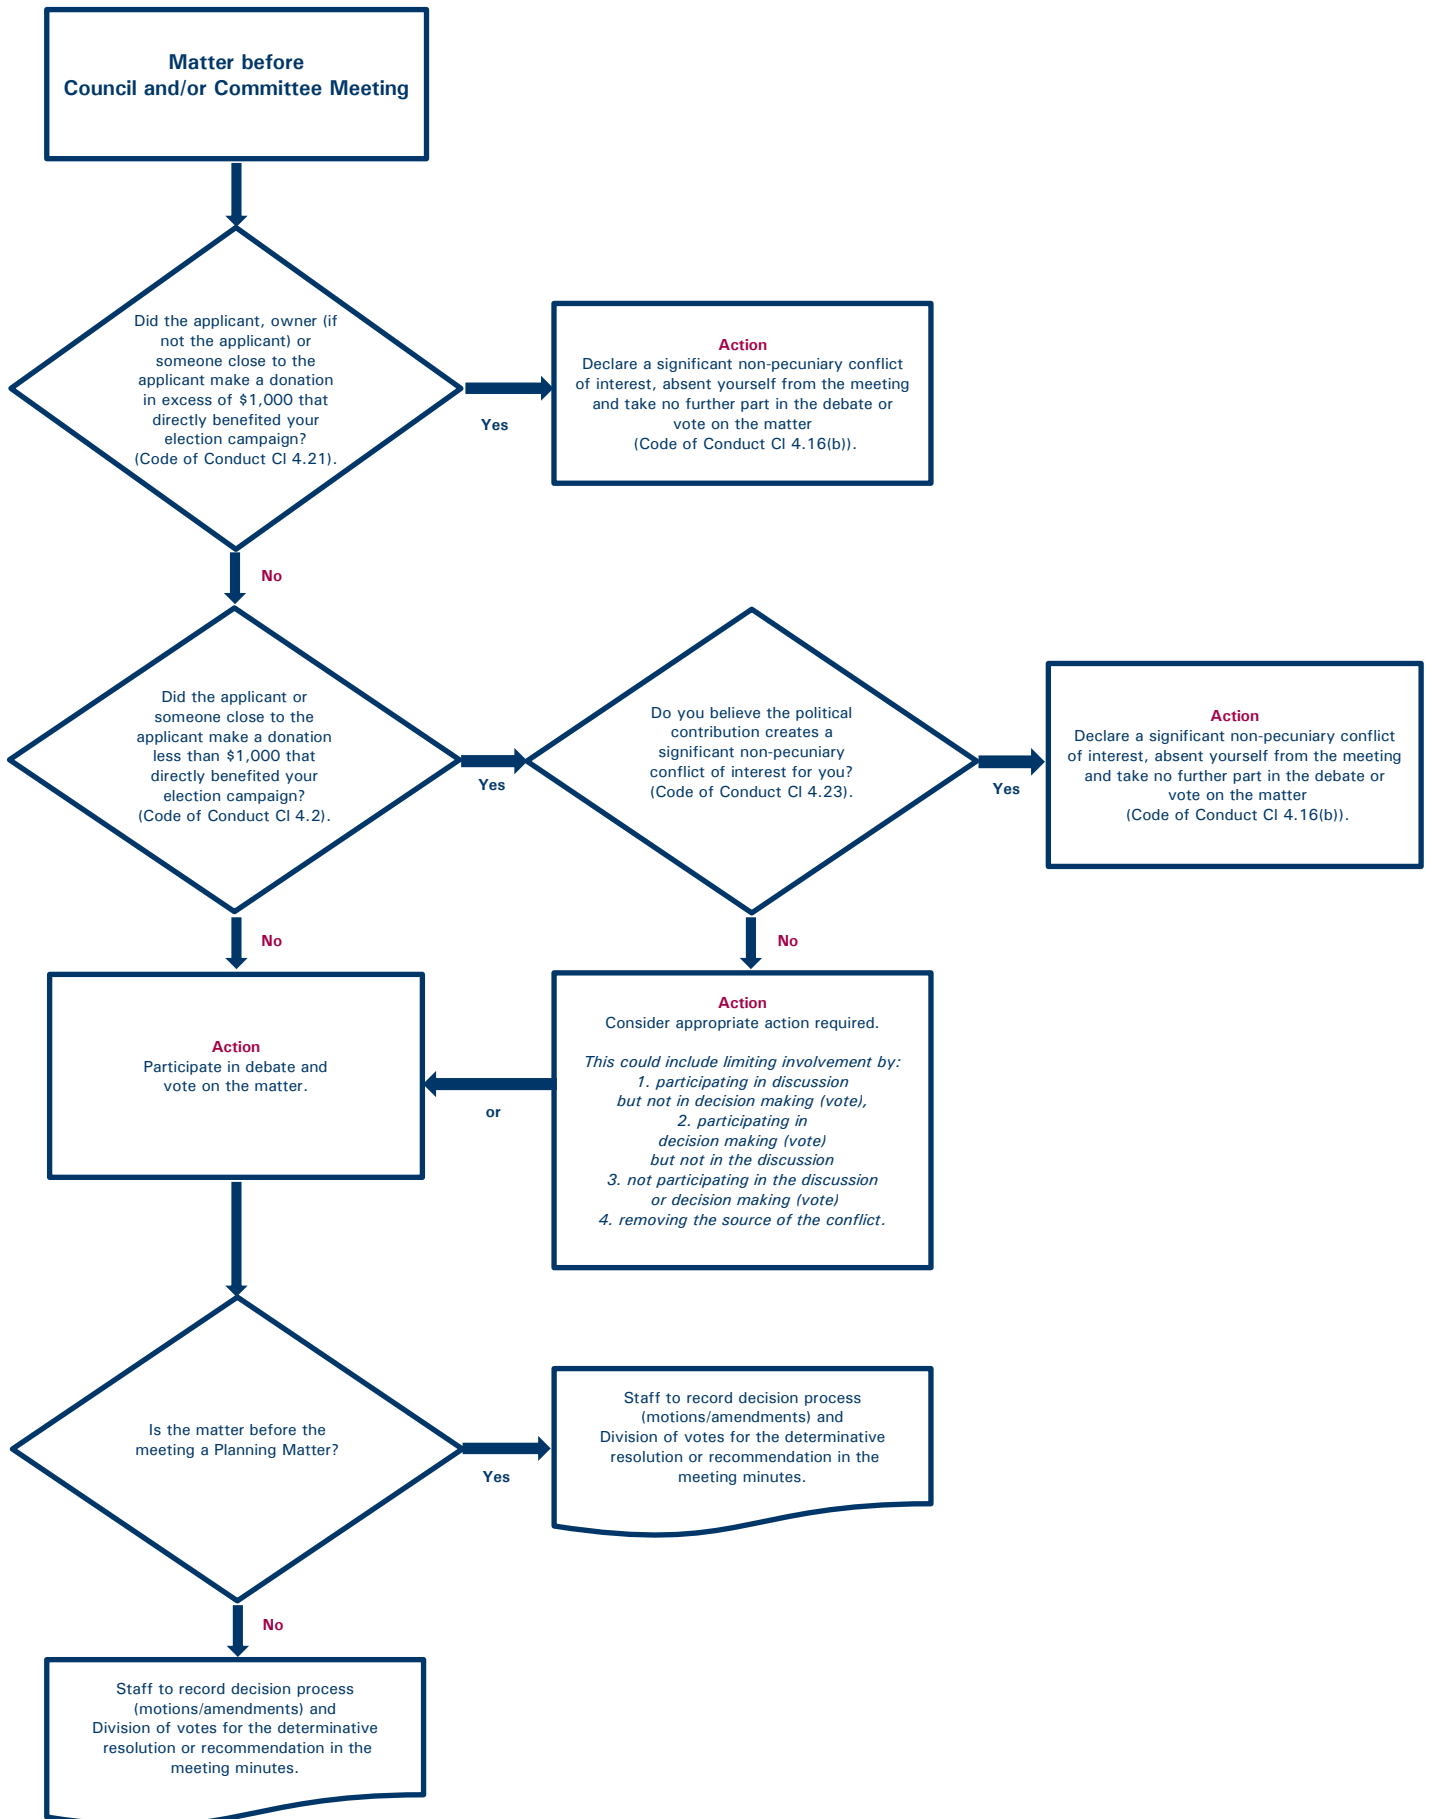 Matter before
Council and/or Committee Meeting
Did the applicant, owner (if
not the applicant) or
someone close to the
applicant make a donation
in excess of $1,000 that
directly benefited your
election campaign?
(Code of Conduct Cl 4.21).
Yes
Action
Declare a significant non-pecuniary conflict
of interest, absent yourself from the meeting
and take no further part in the debate or
vote on the matter
(Code of Conduct Cl 4.16(b)).
No
Did the applicant or
someone close to the
applicant make a donation
less than $1,000 that
directly benefited your
election campaign?
(Code of Conduct Cl 4.2).
Yes
Do you believe the political
contribution creates a
significant non-pecuniary
conflict of interest for you?
(Code of Conduct Cl 4.23).
Yes
Action
Declare a significant non-pecuniary conflict
of interest, absent yourself from the meeting
and take no further part in the debate or
vote on the matter
(Code of Conduct Cl 4.16(b)).
No
No
Action
Participate in debate and
vote on the matter.
or
Action
Consider appropriate action required.
This could include limiting involvement by:
1. participating in discussion
but not in decision making (vote),
2. participating in
decision making (vote)
but not in the discussion
3. not participating in the discussion
or decision making (vote)
4. removing the source of the conflict.
Is the matter before the
meeting a Planning Matter?
Yes
Staff to record decision process
(motions/amendments) and
Division of votes for the determinative
resolution or recommendation in the
meeting minutes.
No
Staff to record decision process
(motions/amendments) and
Division of votes for the determinative
resolution or recommendation in the
meeting minutes.